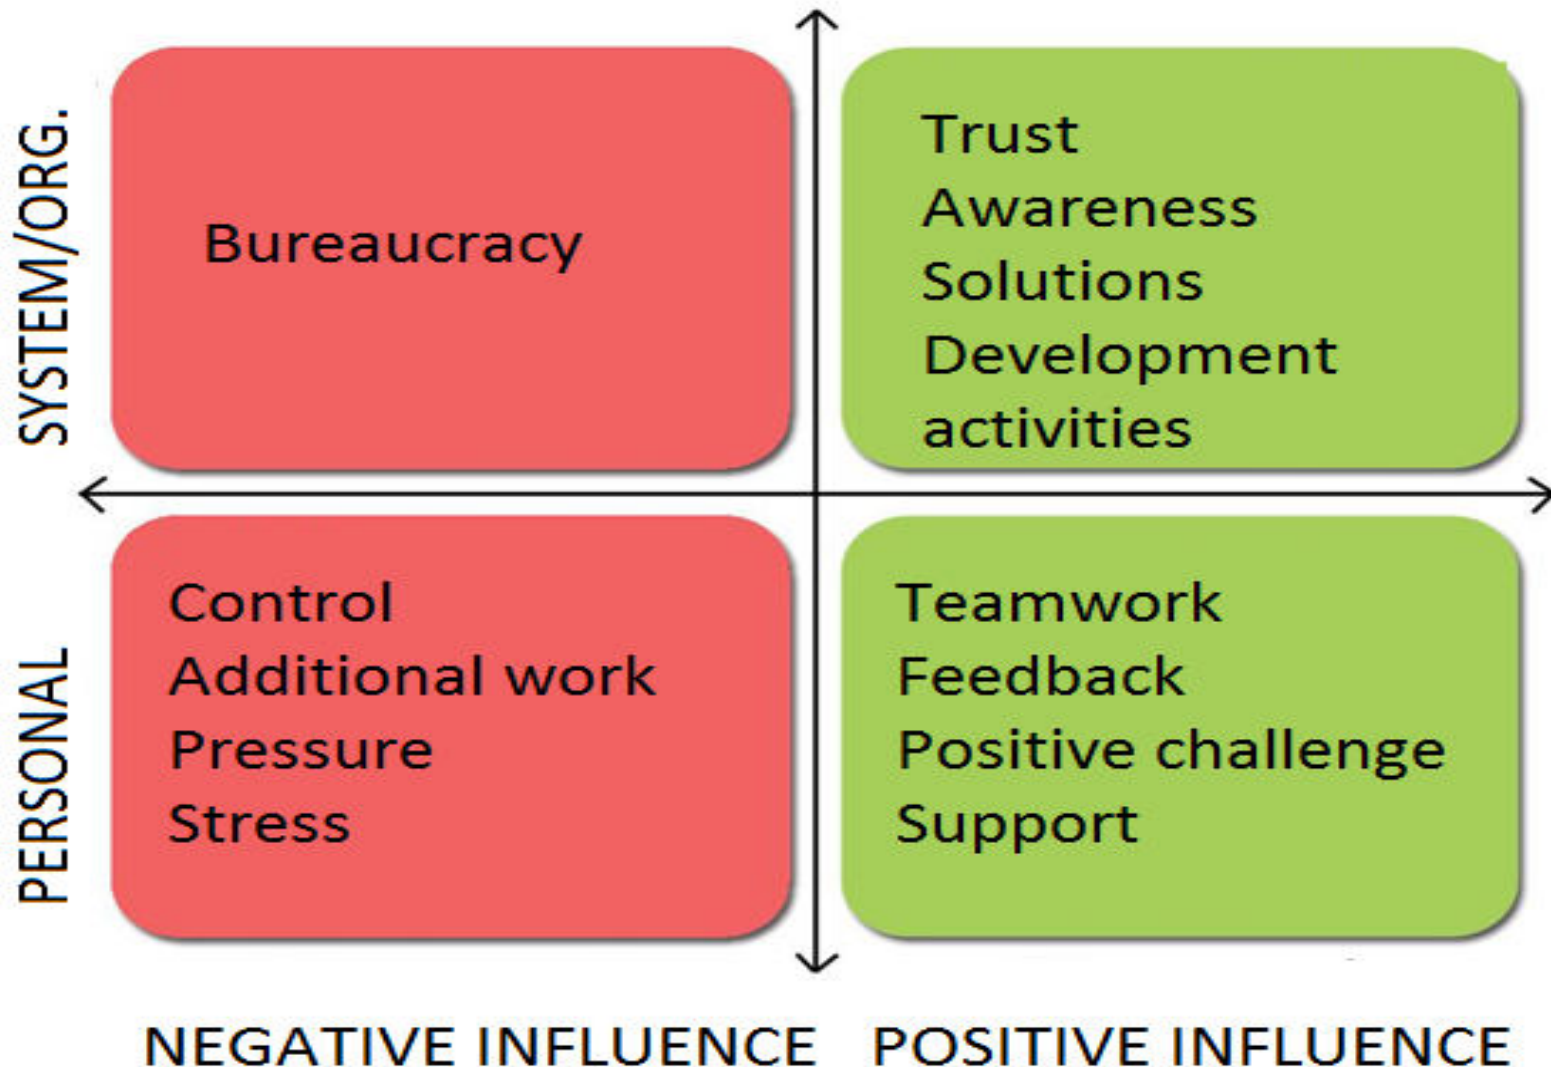 SYSTEM/ORG.
Bureaucracy
Trust
Awareness
Solutions
Development
activities
PERSONAL
Control
Additional work
Pressure
Stress
Teamwork
Feedback
Positive challenge
Support
NEGATIVE INFLUENCE
POSITIVE INFLUENCE